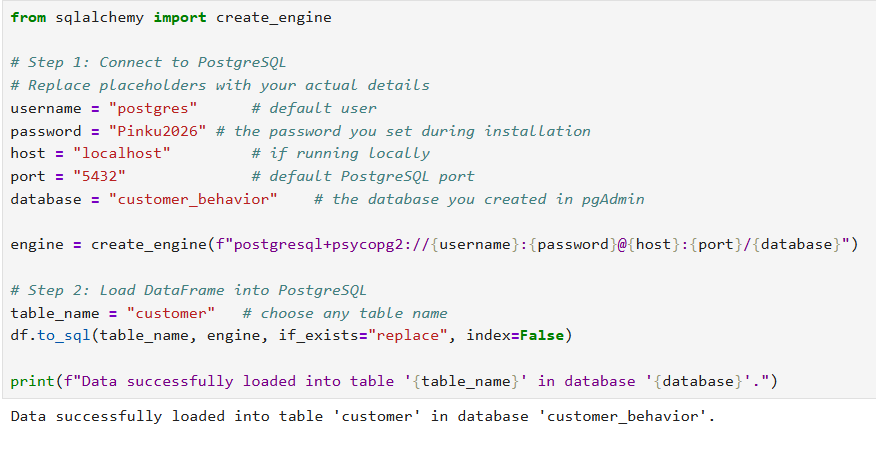 from sqlalchemy import create_engine
# Step 1: Connect to PostgreSQL
# Replace placeholders with your actual details
username = "postgres"      # default user
password = "Pinku2026" # the password you set during installation
host = "localhost"         # if running locally
port = "5432"              # default PostgreSQL port
database = "customer_behavior"    # the database you created in pgAdmin
engine = create_engine(f"postgresql+psycopg2://{username}:{password}@{host}:{port}/{database}")
# Step 2: Load DataFrame into PostgreSQL
table_name = "customer"   # choose any table name
df.to_sql(table_name, engine, if_exists="replace", index=False)
print(f"Data successfully loaded into table '{table_name}' in database '{database}'.")
Data successfully loaded into table 'customer' in database 'customer_behavior'.